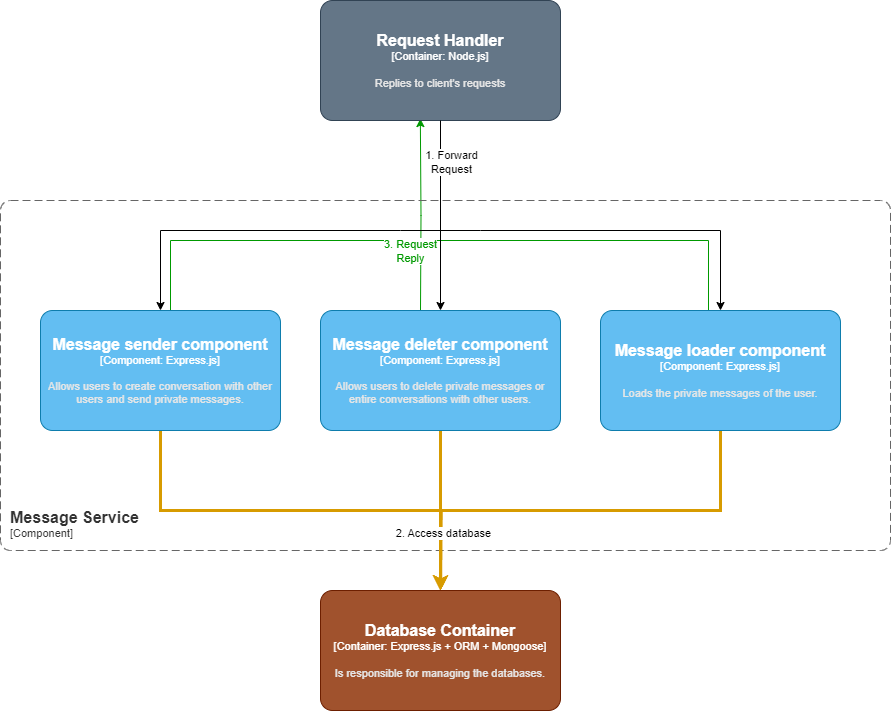 Request Handler
[Container: Node.js]
Replies to client's requests
1. Forward
Request
3. Request
Reply
Message sender component
[Component: Express.js]
Allows users to create conversation with other
users and send private messages.
Message deleter component
[Component: Express.js]
Allows users to delete private messages or
entire conversations with other users.
Message loader component
[Component: Express.js]
Loads the private messages of the user.
Message Service
[Component]
2. Access database
Database Container
[Container: Express.js + ORM + Mongoose]
Is responsible for managing the databases.